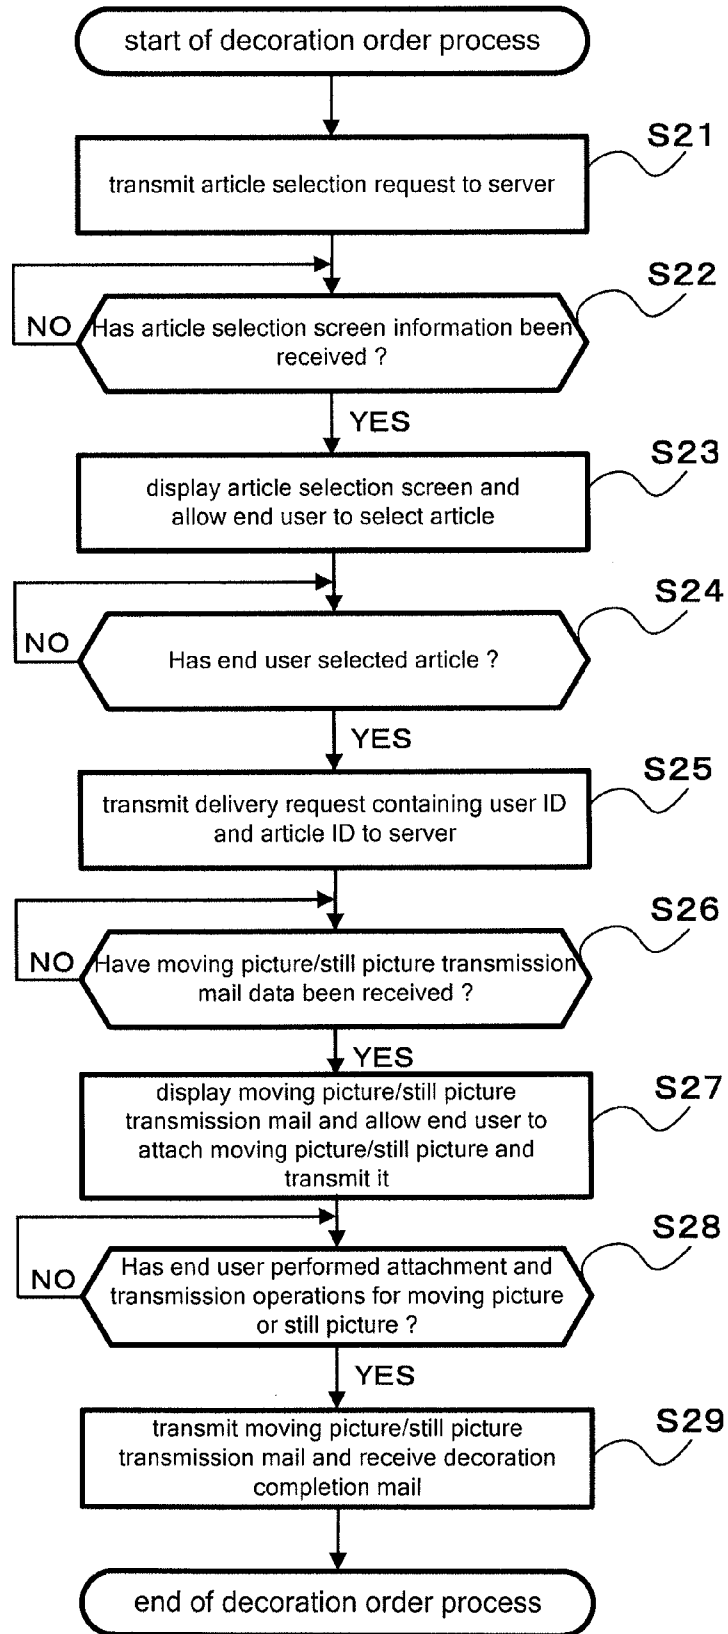 start of decoration order process
S21
transmit article selection request to server
S22
NO
Has article selection screen information been
received ?
YES
S23
display article selection screen and
allow end user to select article
S24
NO
Has end user selected article ?
YES
S25
transmit delivery request containing user ID
and article ID to server
S26
NO
Have moving picture/still picture transmission
mail data been received ?
YES
S27
display moving picture/still picture
transmission mail and allow end user to
attach moving picture/still picture and
transmit it
S28
NO
Has end user performed attachment and
transmission operations for moving picture
or still picture ?
YES
S29
transmit moving picture/still picture
transmission mail and receive decoration
completion mail
end of decoration order process